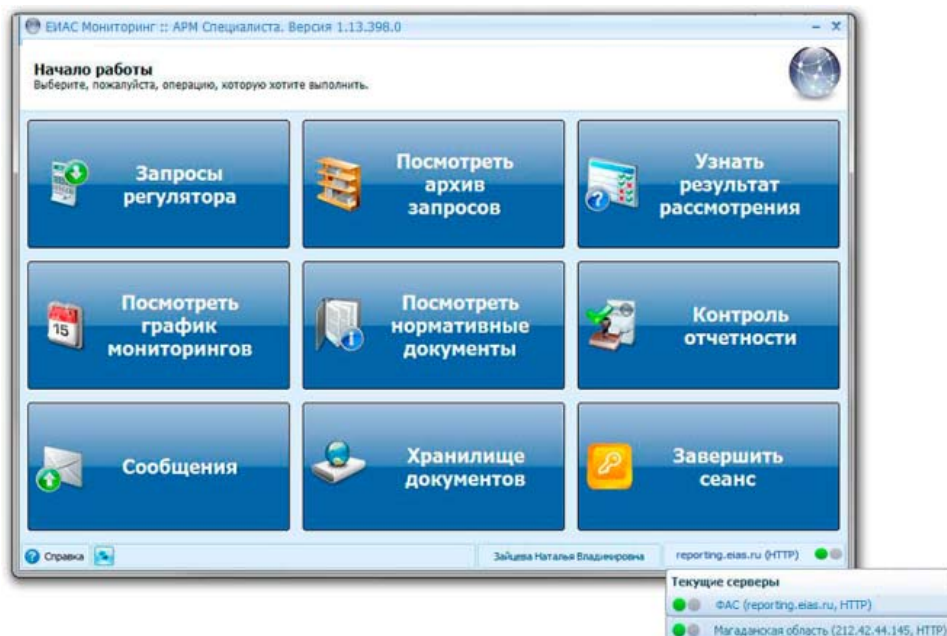 ЕИАС Мониторинг :: АРМ Специалиста. Версия 1.13.398.0
Начало работы
Выберите, пожалуйста, операцию, которую хотите выполнить.
Запросы
регулятора
Посмотреть
архив
запросов
Узнать
результат
рассмотрения
Посмотреть
график
мониторингов
15
Посмотреть
нормативные
документы
Контроль
отчетности
Сообщения
Хранилище
документов
Завершить
сеанс
Справка
Зайцева Наталья Владимировна
reporting.eias.ru (HTTP)
Текущие серверы
ФАС (reporting.eias.ru, HTTP)
Магаданская область (212.42.44.145, HTTP)